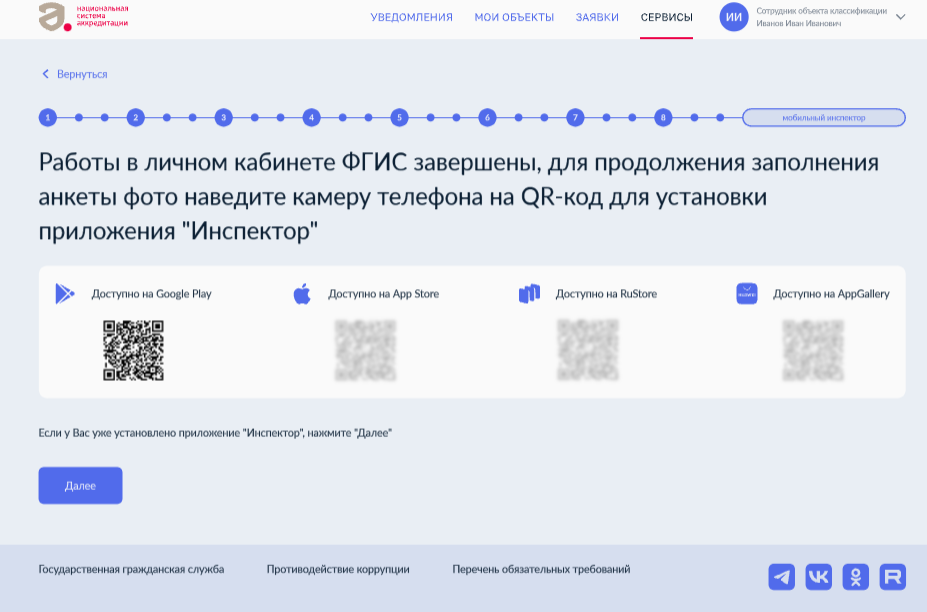 национальная
система
аккредитации
УВЕДОМЛЕНИЯ МОИ ОБЪЕКТЫ ЗАЯВКИ СЕРВИСЫ
ИИ
Сотрудник объекта классификации
Иванов Иван Иванович
Вернуться
1 2 3 4 5 6 7 8 мобильный инспектор
Работы в личном кабинете ФГИС завершены, для продолжения заполнения
анкеты фото наведите камеру телефона на QR-код для установки
приложения "Инспектор"
Доступно на Google Play Доступно на App Store Доступно на RuStore Доступно на AppGallery
Если у Вас уже установлено приложение "Инспектор", нажмите "Далее"
Далее
Государственная гражданская служба Противодействие коррупции Перечень обязательных требований